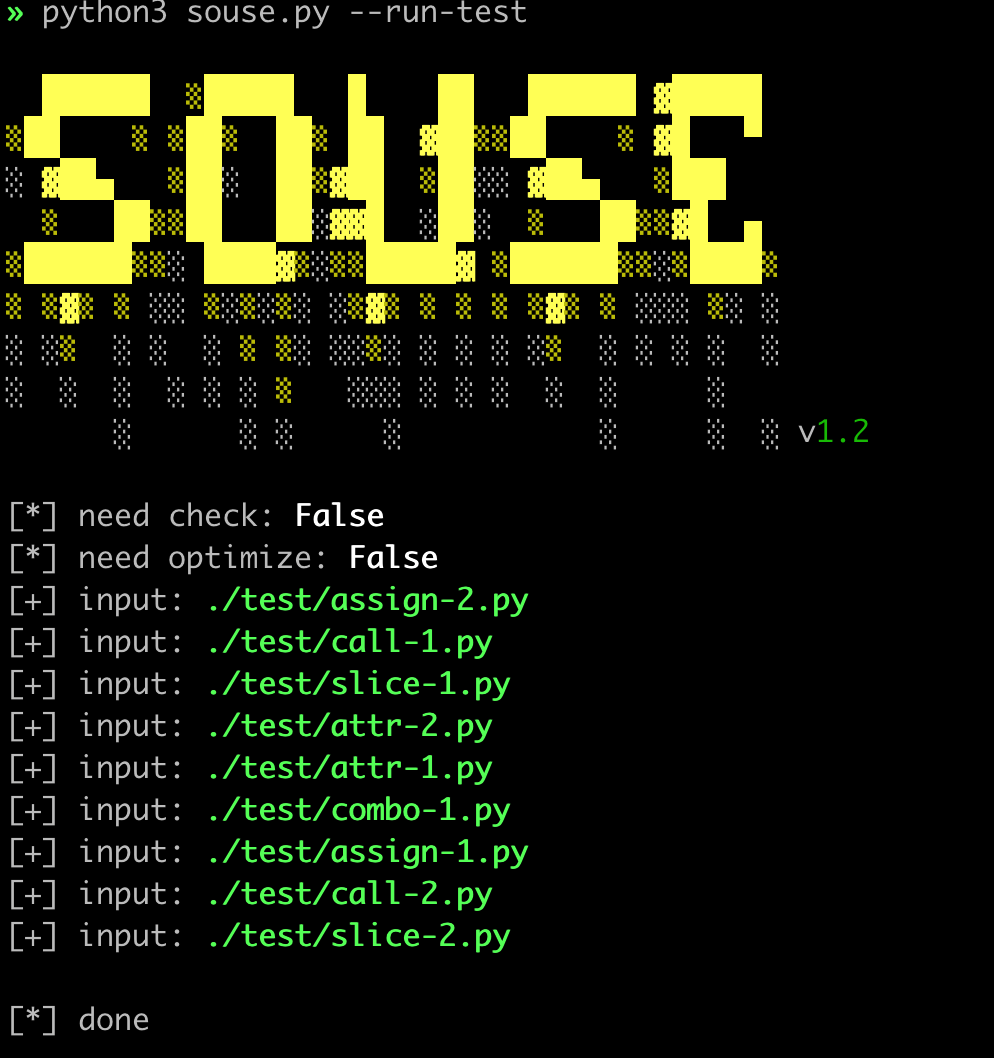 » python3 souse.py --run-test
SOUSE
v1.2
[*] need check: False
[*] need optimize: False
[+] input: ./test/assign-2.py
[+] input: ./test/call-1.py
[+] input: ./test/slice-1.py
[+] input: ./test/attr-2.py
[+] input: ./test/attr-1.py
[+] input: ./test/combo-1.py
[+] input: ./test/assign-1.py
[+] input: ./test/call-2.py
[+] input: ./test/slice-2.py
[*] done